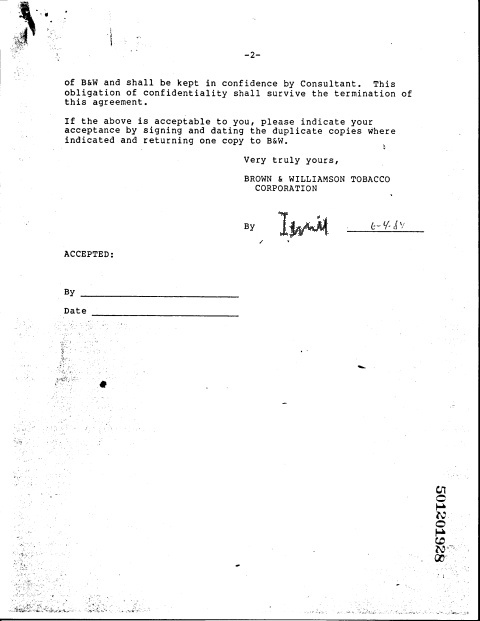 -2-
of B&W and shall be kept in confidence by Consultant. This
obligation of confidentiality shall survive the termination of
this agreement.
If the above is acceptable to you, please indicate your
acceptance by signing and dating the duplicate copies where
indicated and returning one copy to B&W.
Very truly yours,
BROWN & WILLIAMSON TOBACCO
CORPORATION
By 6-4-84
ACCEPTED:
By
Date
501201928